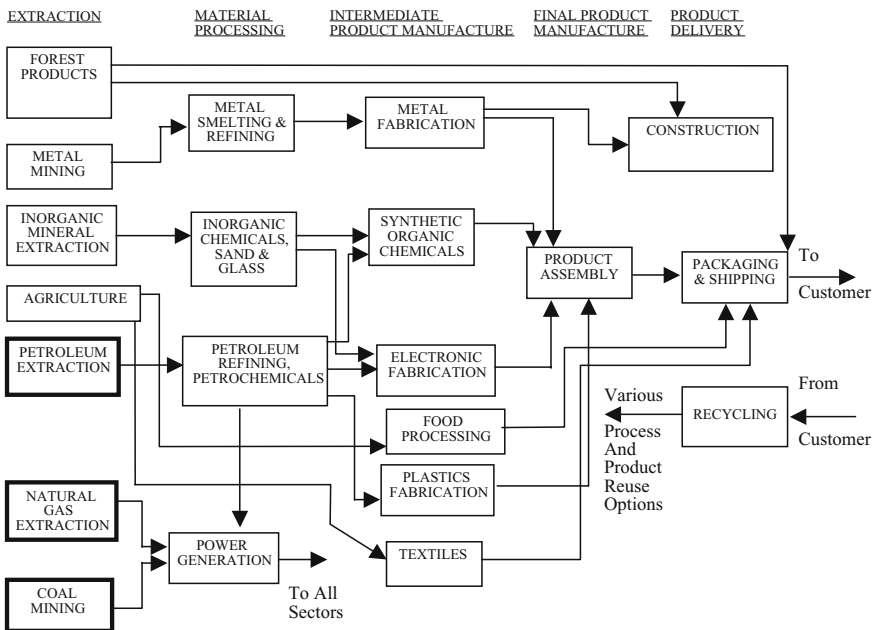 EXTRACTION
MATERIAL
PROCESSING
INTERMEDIATE
PRODUCT MANUFACTURE
FINAL PRODUCT
MANUFACTURE
PRODUCT
DELIVERY
FOREST
PRODUCTS
METAL
SMELTING &
REFINING
METAL
FABRICATION
CONSTRUCTION
METAL
MINING
INORGANIC
MINERAL
EXTRACTION
INORGANIC
CHEMICALS,
SAND &
GLASS
SYNTHETIC
ORGANIC
CHEMICALS
PRODUCT
ASSEMBLY
PACKAGING
& SHIPPING
To
Customer
AGRICULTURE
PETROLEUM
EXTRACTION
PETROLEUM
REFINING,
PETROCHEMICALS
ELECTRONIC
FABRICATION
FOOD
PROCESSING
Various
Process
And
Product
Reuse
Options
RECYCLING
From
Customer
PLASTICS
FABRICATION
NATURAL
GAS
EXTRACTION
POWER
GENERATION
TEXTILES
To All
Sectors
COAL
MINING